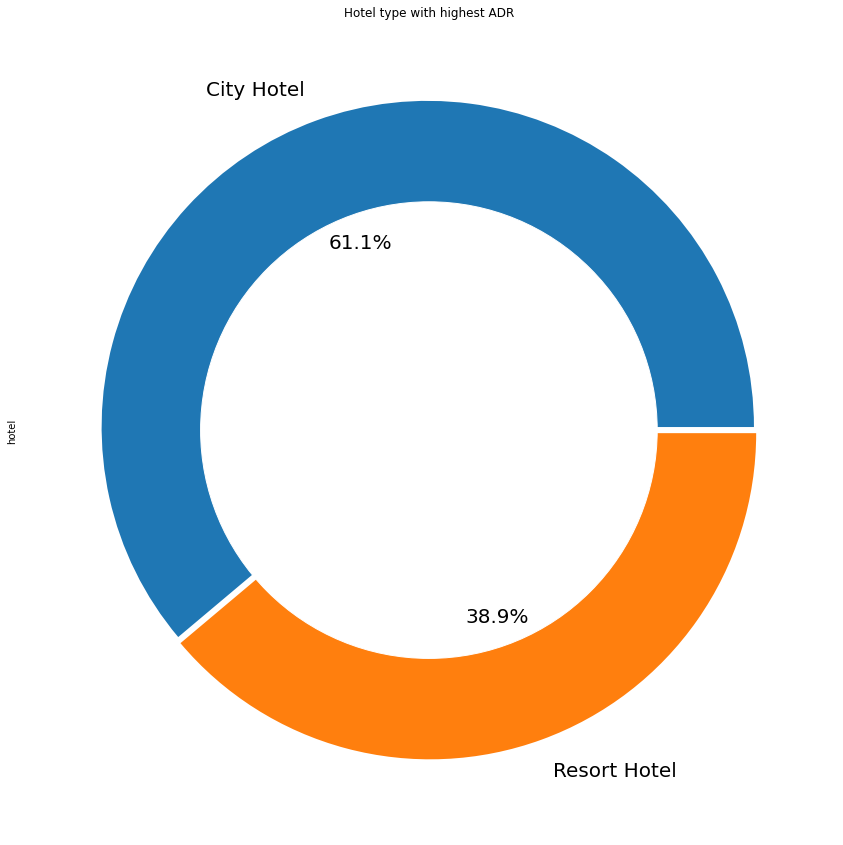 Hotel type with highest ADR
City Hotel
61.1%
hotel
38.9%
Resort Hotel